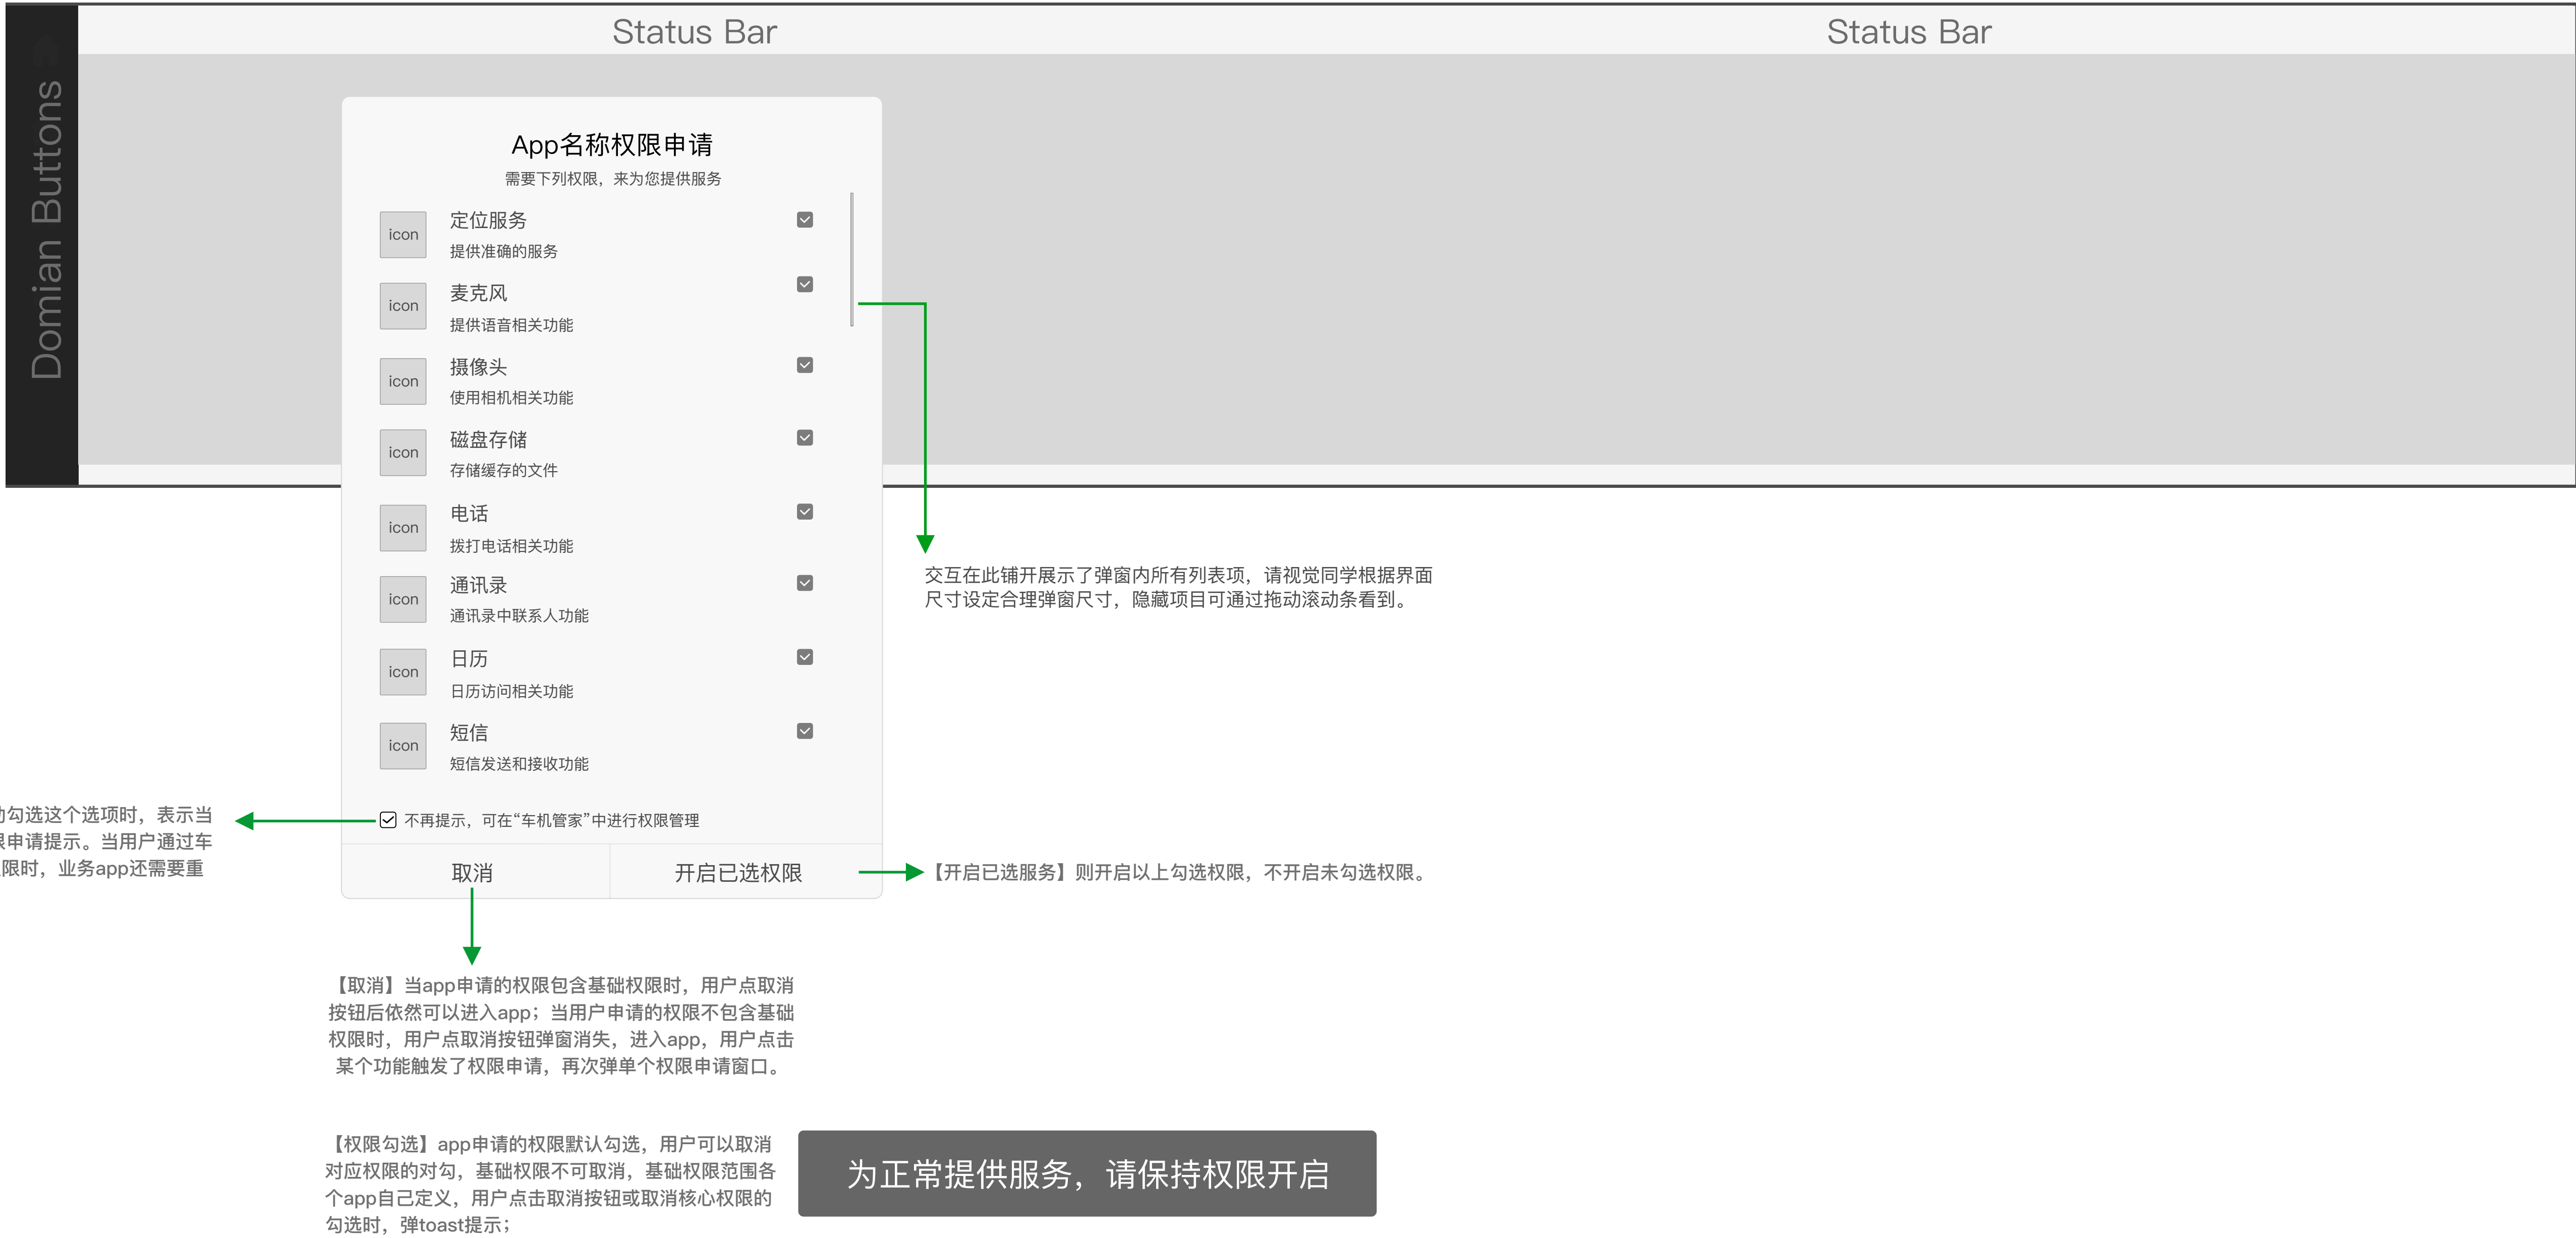 Status Bar
Status Bar
Domian Buttons
App名称权限申请
需要下列权限，来为您提供服务
icon
定位服务
提供准确的服务
icon
麦克风
提供语音相关功能
icon
摄像头
使用相机相关功能
icon
磁盘存储
存储缓存的文件
icon
电话
拨打电话相关功能
icon
通讯录
通讯录中联系人功能
icon
日历
日历访问相关功能
icon
短信
短信发送和接收功能
不再提示，可在“车机管家”中进行权限管理
取消
开启已选权限
交互在此铺开展示了弹窗内所有列表项，请视觉同学根据界面
尺寸设定合理弹窗尺寸，隐藏项目可通过拖动滚动条看到。
勾选这个选项时，表示当
申请提示。当用户通过车
限时，业务app还需要重
【开启已选服务】则开启以上勾选权限，不开启未勾选权限。
【取消】当app申请的权限包含基础权限时，用户点取消
按钮后依然可以进入app；当用户申请的权限不包含基础
权限时，用户点取消按钮弹窗消失，进入app，用户点击
某个功能触发了权限申请，再次弹单个权限申请窗口。
【权限勾选】app申请的权限默认勾选，用户可以取消
对应权限的对勾，基础权限不可取消，基础权限范围各
个app自己定义，用户点击取消按钮或取消核心权限的
勾选时，弹toast提示；
为正常提供服务，请保持权限开启